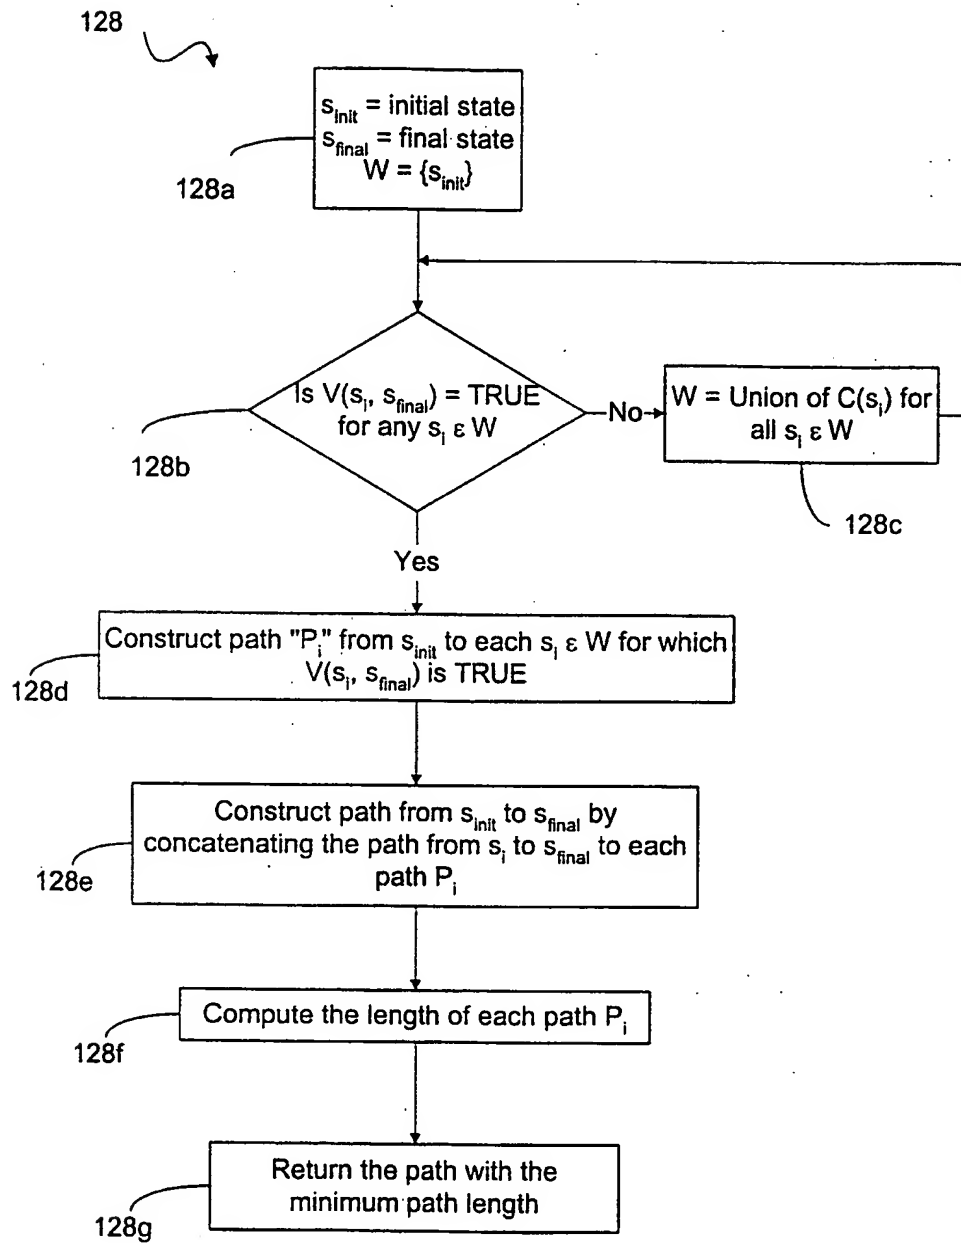 128
s_init = initial state
s_final = final state
W = {s_init}
128a
Is V(s_i, s_final) = TRUE
for any s_i ε W
128b
No
W = Union of C(s_i) for
all s_i ε W
128c
Yes
Construct path "P_i" from s_init to each s_i ε W for which
V(s_i, s_final) is TRUE
128d
Construct path from s_init to s_final by
concatenating the path from s_i to s_final to each
path P_i
128e
Compute the length of each path P_i
128f
Return the path with the
minimum path length
128g